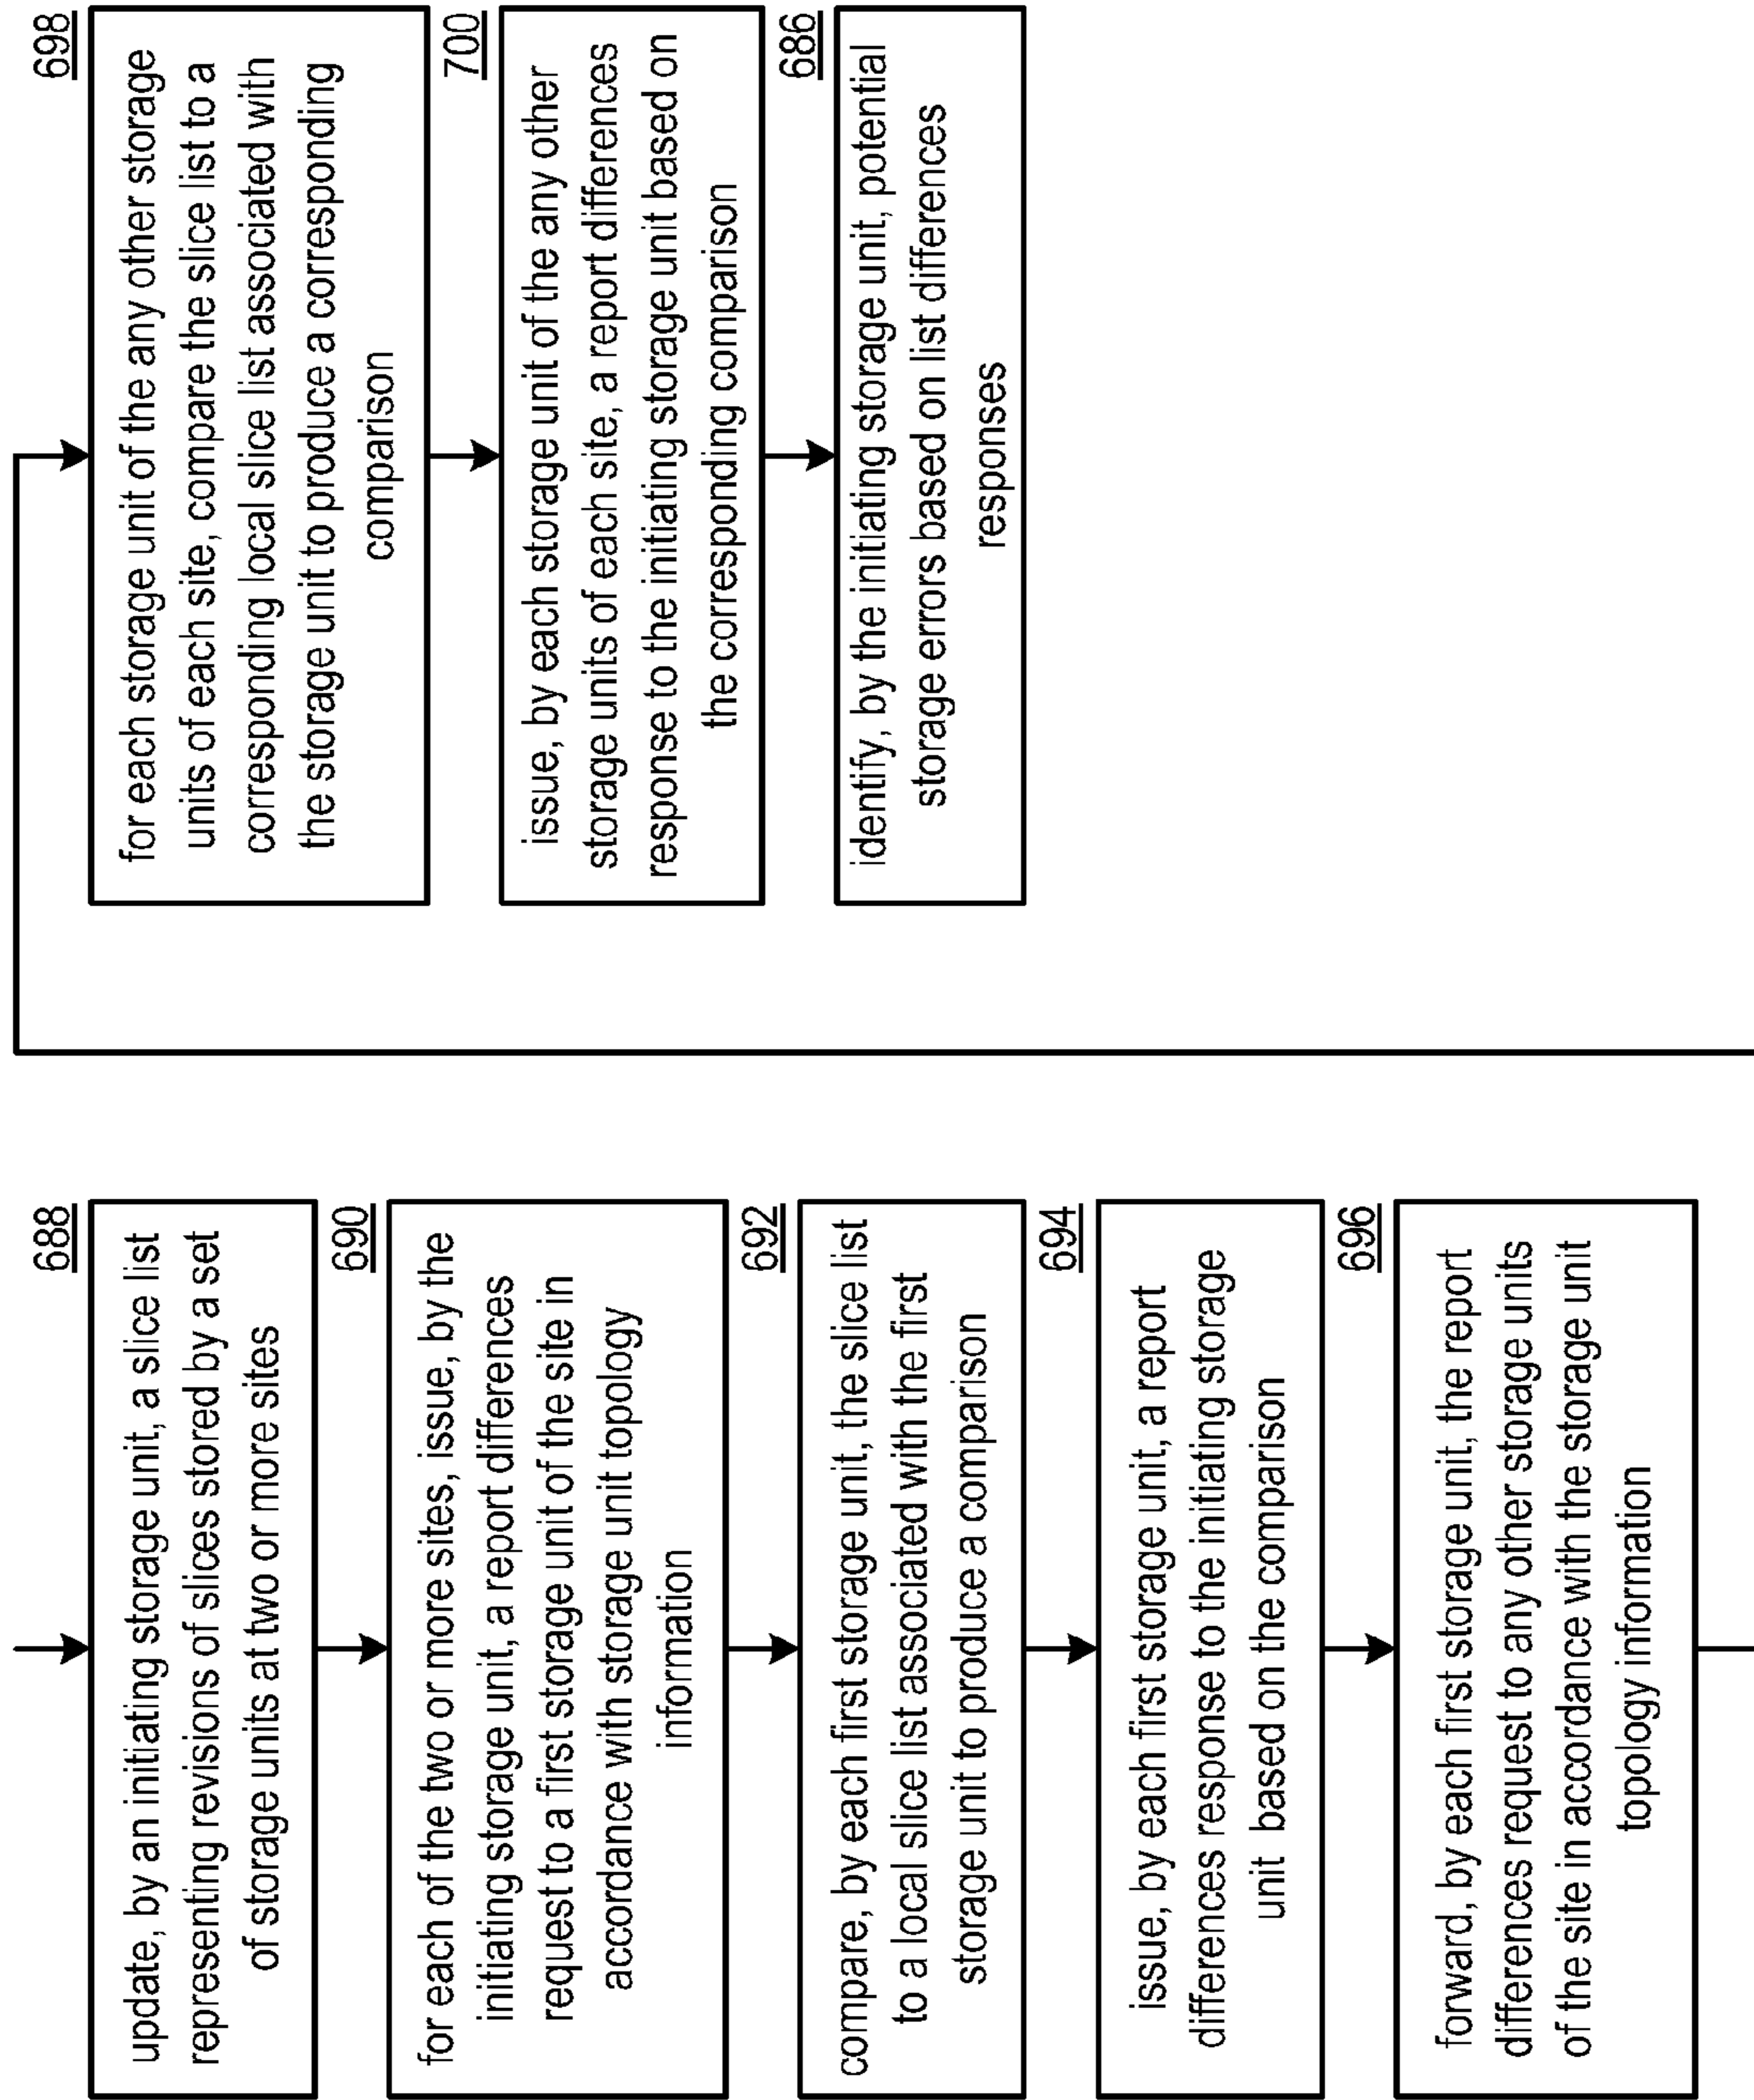 688
update, by an initiating storage unit, a slice list
representing revisions of slices stored by a set
of storage units at two or more sites
690
for each of the two or more sites, issue, by the
initiating storage unit, a report differences
request to a first storage unit of the site in
accordance with storage unit topology
information
692
compare, by each first storage unit, the slice list
to a local slice list associated with the first
storage unit to produce a comparison
694
issue, by each first storage unit, a report
differences response to the initiating storage
unit based on the comparison
696
forward, by each first storage unit, the report
differences request to any other storage units
of the site in accordance with the storage unit
topology information
698
for each storage unit of the any other storage
units of each site, compare the slice list to a
corresponding local slice list associated with
the storage unit to produce a corresponding
comparison
700
issue, by each storage unit of the any other
storage units of each site, a report differences
response to the initiating storage unit based on
the corresponding comparison
686
identify, by the initiating storage unit, potential
storage errors based on list differences
responses